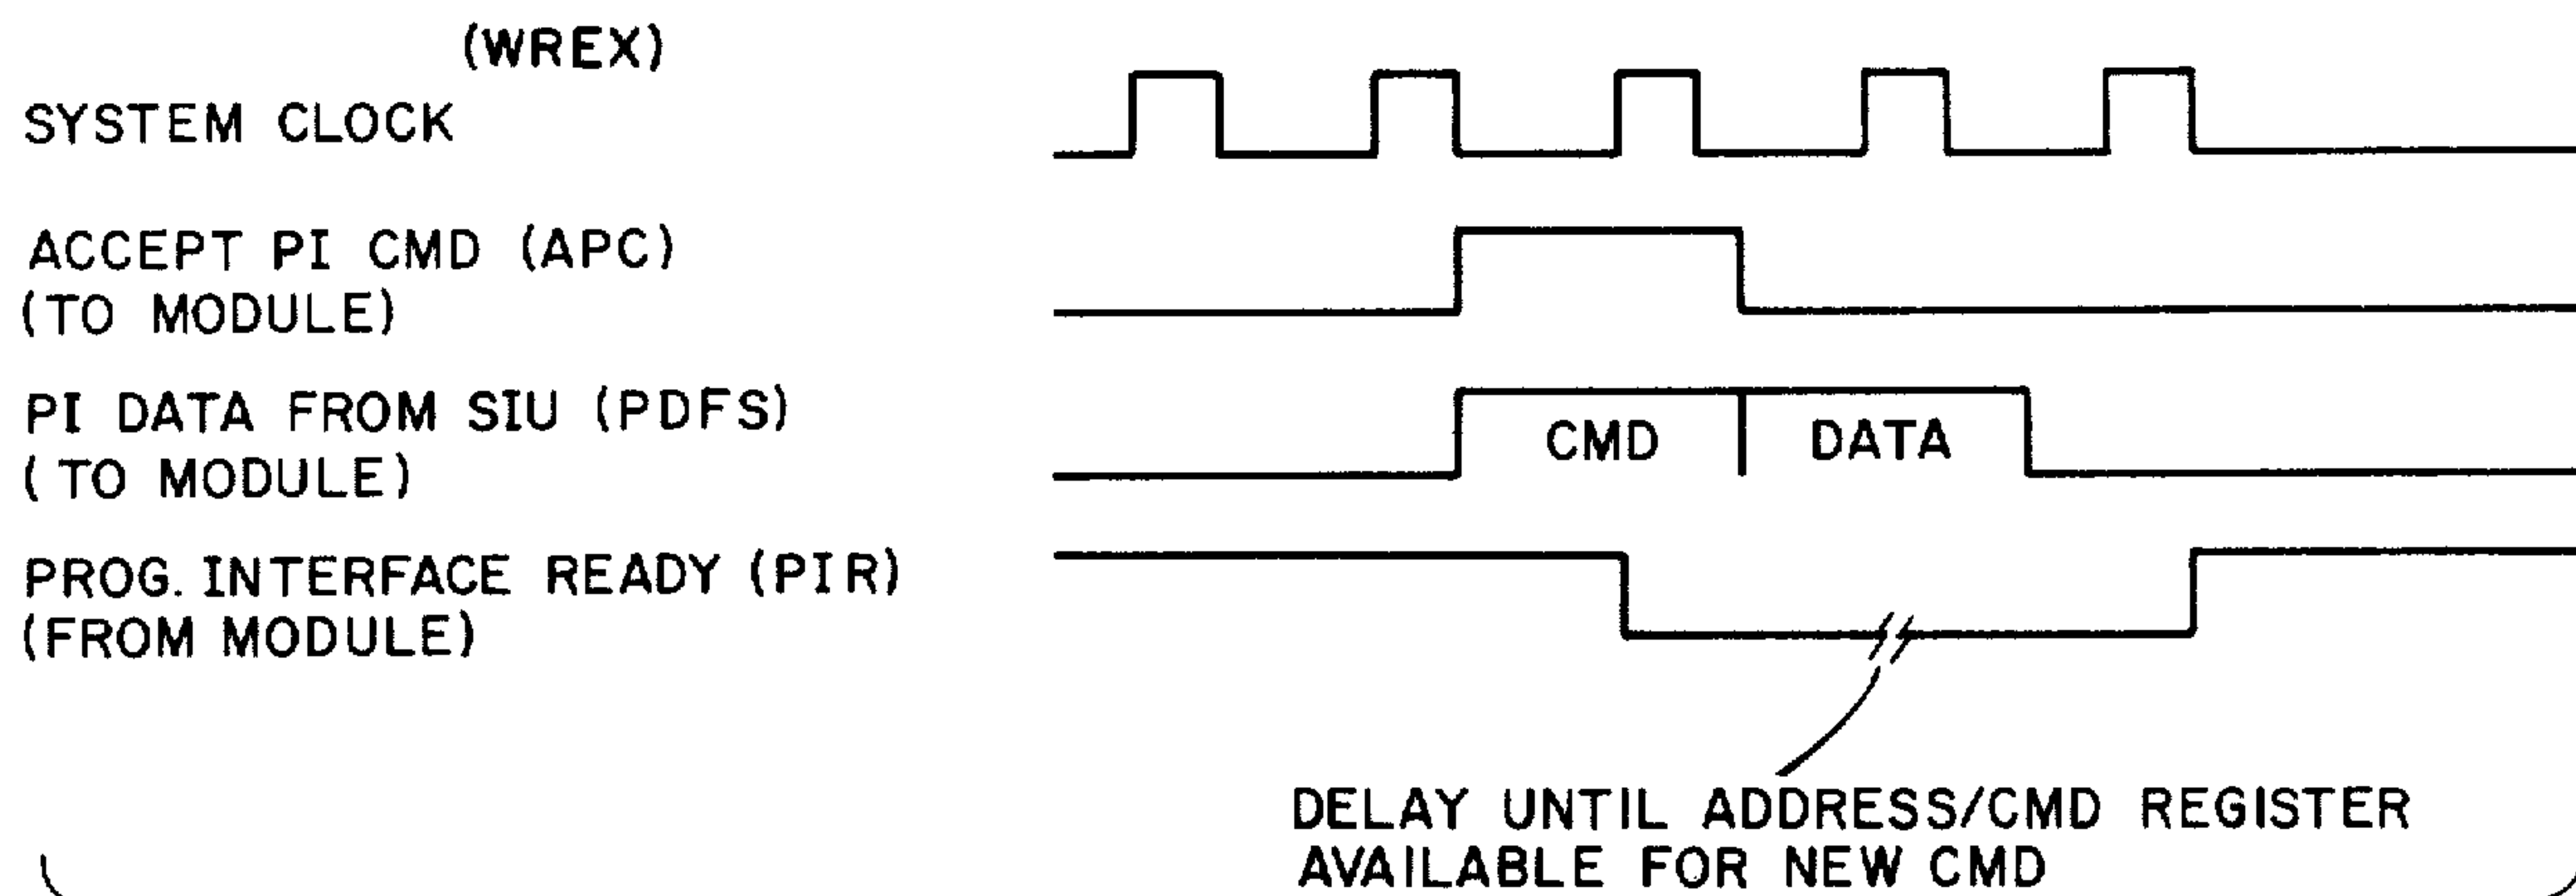 (WREX)
SYSTEM CLOCK
ACCEPT PI CMD (APC)
(TO MODULE)
PI DATA FROM SIU (PDFS)
(TO MODULE)
CMD
DATA
PROG. INTERFACE READY (PIR)
(FROM MODULE)
DELAY UNTIL ADDRESS/CMD REGISTER
AVAILABLE FOR NEW CMD